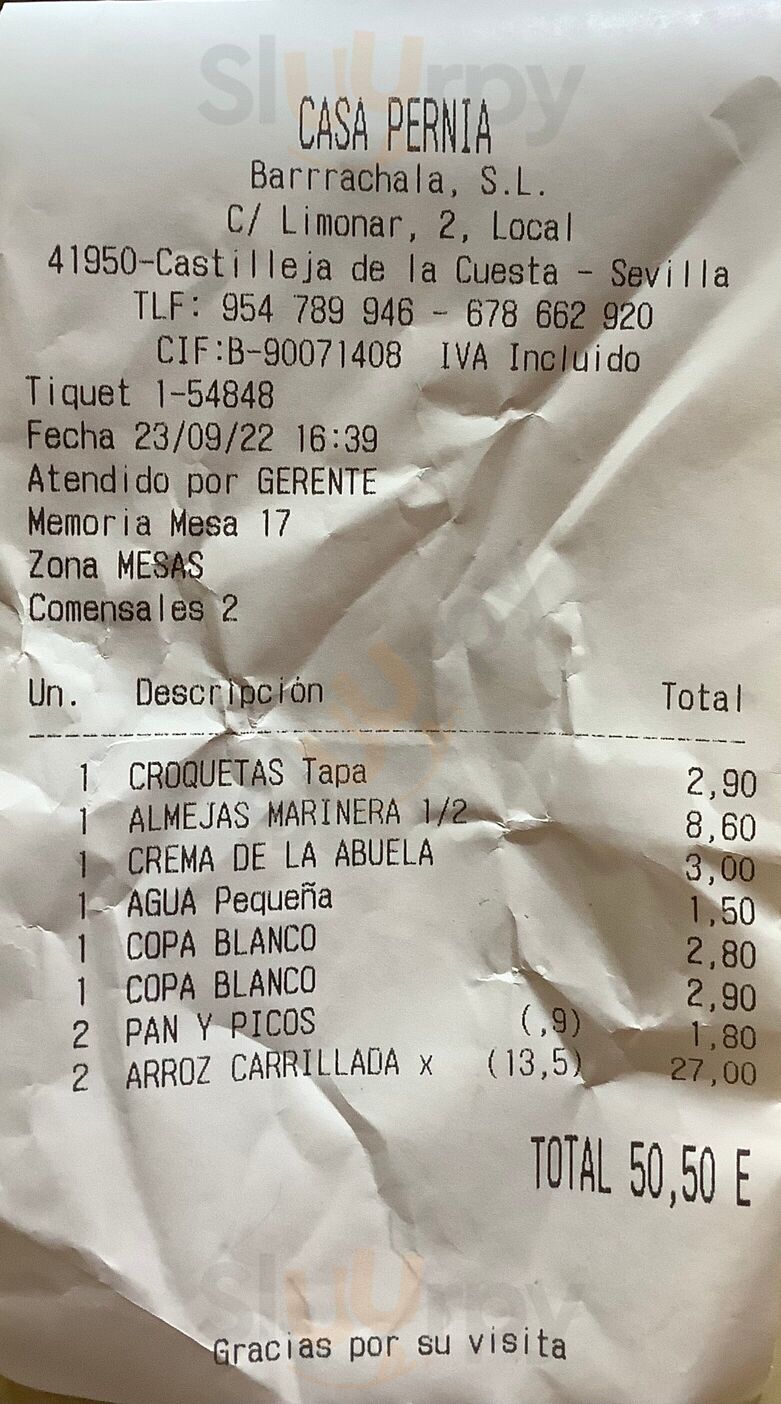 Sluurpy
CASA PERNIA
Barrrachala, S.L.
C/ Limonar, 2, Local
41950-Castilleja de la Cuesta - Sevilla
TLF: 954 789 946 - 678 662 920
CIF:B-90071408 IVA Incluido
Tiquet 1-54848
Fecha 23/09/22 16:39
Atendido por GERENTE
Memoria Mesa 17
Zona MESAS
Comensales 2
Sluurpy
Un. Descripción Total
1 CROQUETAS Tapa 2,90
1 ALMEJAS MARINERA 1/2 8,60
1 CREMA DE LA ABUELA 3,00
1 AGUA Pequeña 1,50
1 COPA BLANCO 2,80
1 COPA BLANCO 2,90
2 PAN Y PICOS (,9) 1,80
2 ARROZ CARRILLADA x (13,5) 27,00
TOTAL 50,50 E
Sluurpy
Gracias por su visita